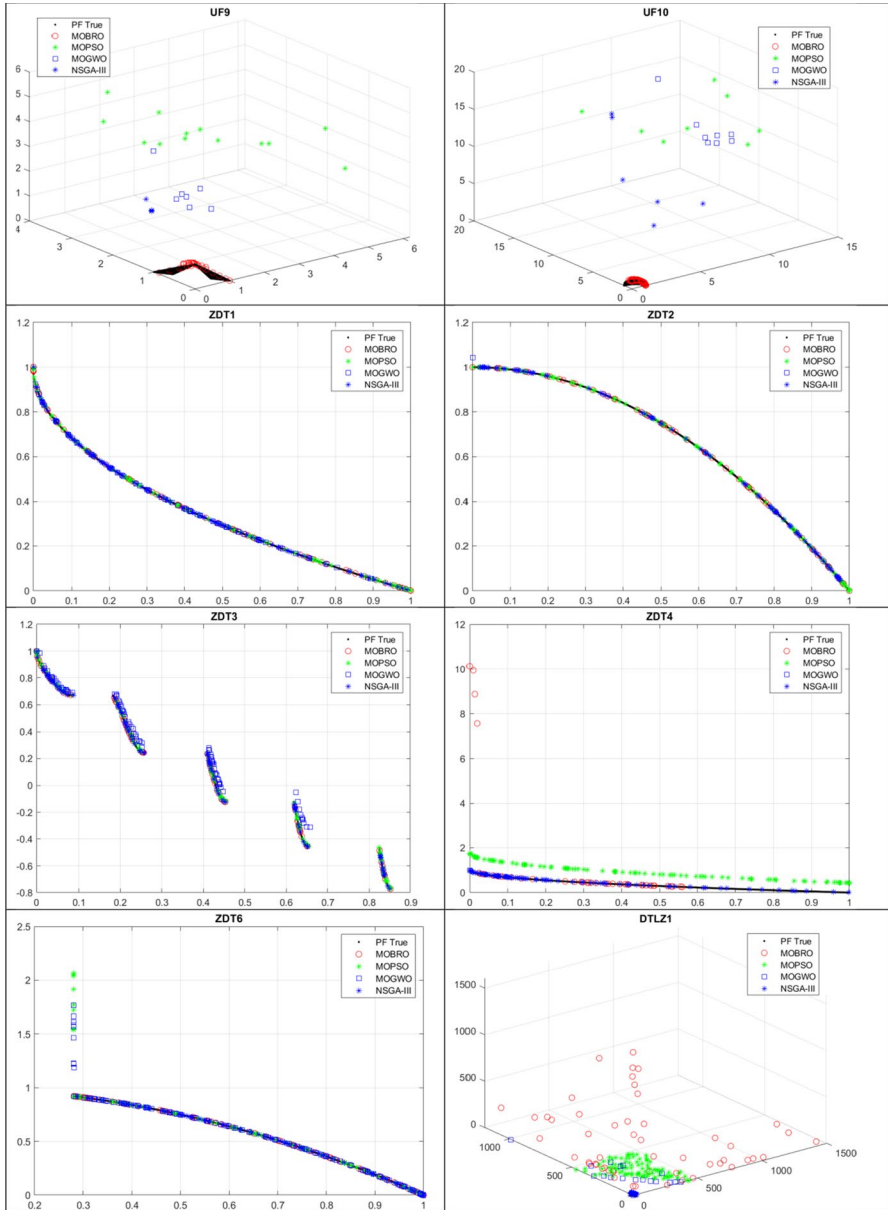 UF9
PF True
MOBRO
MOPSO
MOGWO
NSGA-III
6
5
4
3
2
1
0
4
3
2
1
0
0
1
2
3
4
5
6
UF10
PF True
MOBRO
MOPSO
MOGWO
NSGA-III
20
15
10
5
0
20
15
10
5
0
0
5
10
15
ZDT1
PF True
MOBRO
MOPSO
MOGWO
NSGA-III
1.2
1
0.8
0.6
0.4
0.2
0
0 0.1 0.2 0.3 0.4 0.5 0.6 0.7 0.8 0.9 1
ZDT2
PF True
MOBRO
MOPSO
MOGWO
NSGA-III
1.2
1
0.8
0.6
0.4
0.2
0
0 0.1 0.2 0.3 0.4 0.5 0.6 0.7 0.8 0.9 1
ZDT3
PF True
MOBRO
MOPSO
MOGWO
NSGA-III
1.2
1
0.8
0.6
0.4
0.2
0
-0.2
-0.4
-0.6
-0.8
0 0.1 0.2 0.3 0.4 0.5 0.6 0.7 0.8 0.9
ZDT4
PF True
MOBRO
MOPSO
MOGWO
NSGA-III
12
10
8
6
4
2
0
0 0.1 0.2 0.3 0.4 0.5 0.6 0.7 0.8 0.9 1
ZDT6
PF True
MOBRO
MOPSO
MOGWO
NSGA-III
2.5
2
1.5
1
0.5
0
0.2 0.3 0.4 0.5 0.6 0.7 0.8 0.9 1
DTLZ1
PF True
MOBRO
MOPSO
MOGWO
NSGA-III
1500
1000
500
0
1000
500
0
0
500
1000
1500